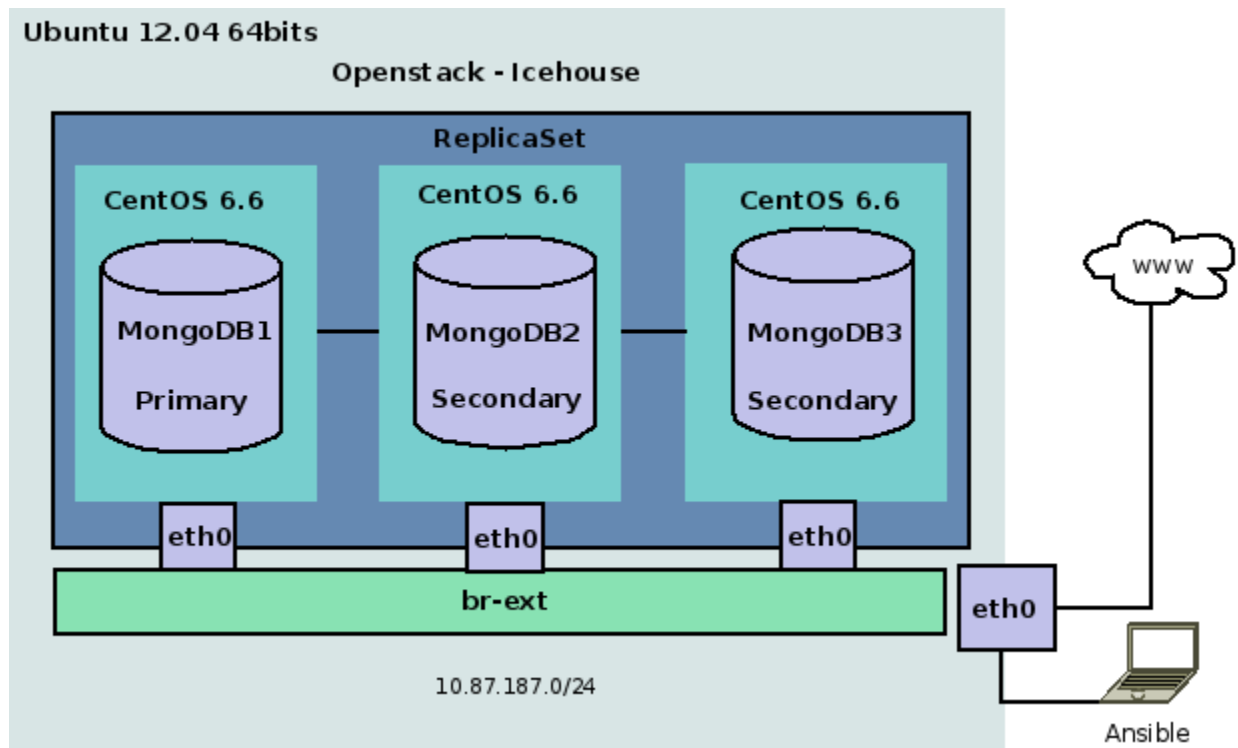 Ubuntu 12.04 64bits
Openstack - Icehouse
ReplicaSet
CentOS 6.6
MongoDB1
Primary
eth0
CentOS 6.6
MongoDB2
Secondary
eth0
CentOS 6.6
MongoDB3
Secondary
eth0
br-ext
10.87.187.0/24
eth0
www
Ansible